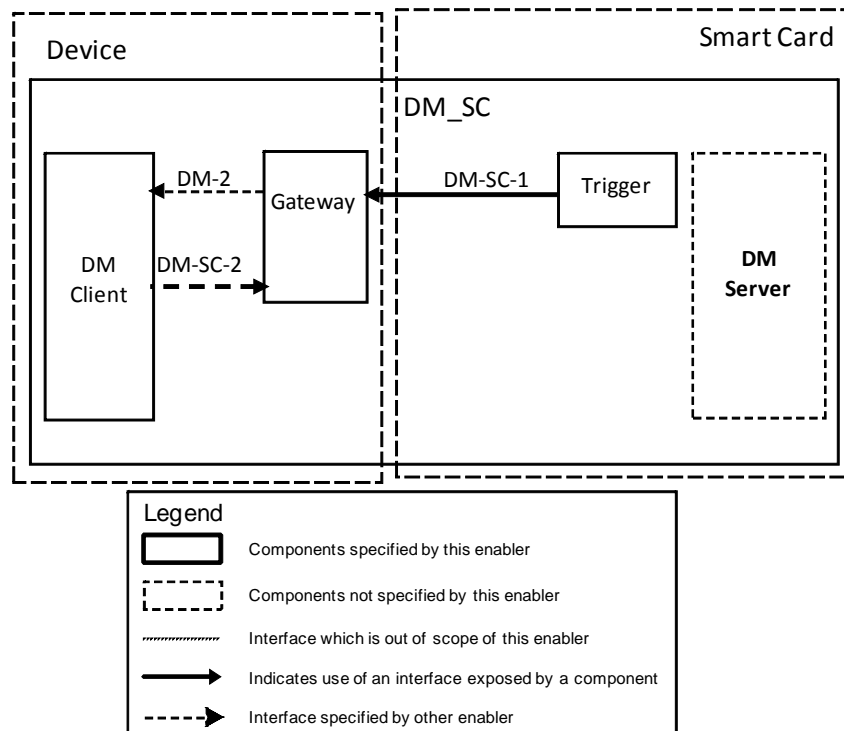 Device
Smart Card
DM_SC
DM-2
DM-SC-1
Gateway
Trigger
DM
Client
DM-SC-2
DM
Server
Legend
Components specified by this enabler
Components not specified by this enabler
Interface which is out of scope of this enabler
Indicates use of an interface exposed by a component
Interface specified by other enabler